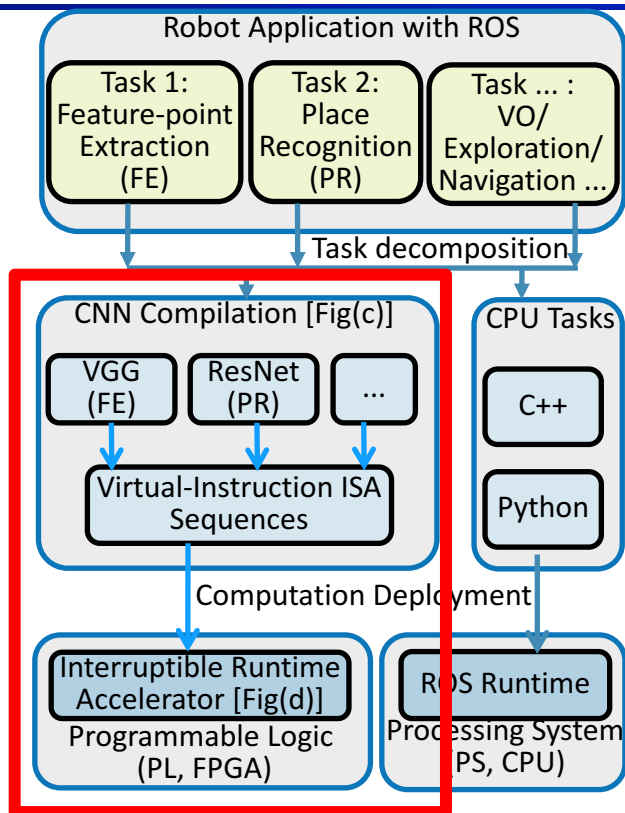 Robot Application with ROS
Task 1:
Feature-point
Extraction
(FE)
Task 2:
Place
Recognition
(PR)
Task ... :
VO/
Exploration/
Navigation ...
Task decomposition
CNN Compilation [Fig(c)]
VGG
(FE)
ResNet
(PR)
...
Virtual-Instruction ISA
Sequences
CPU Tasks
C++
Python
Computation Deployment
Interruptible Runtime
Accelerator [Fig(d)]
Programmable Logic
(PL, FPGA)
ROS Runtime
Processing System
(PS, CPU)